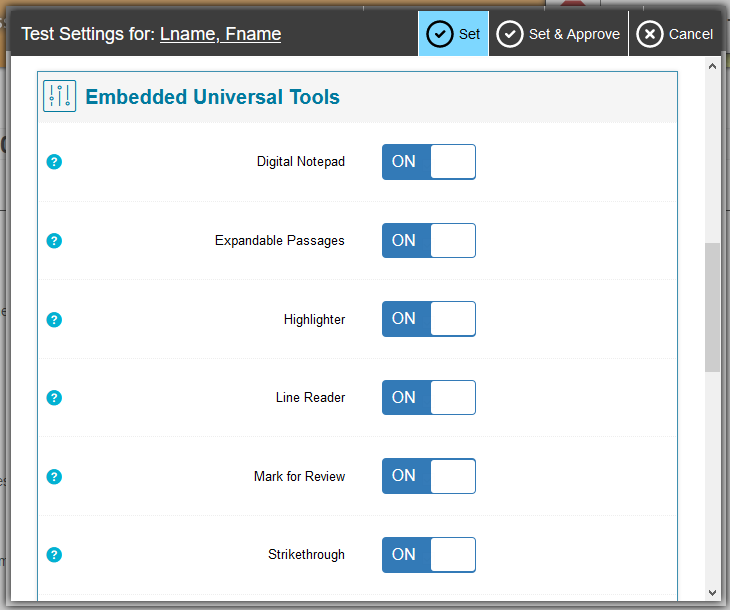 Test Settings for: Lname, Fname
Set
Set & Approve
Cancel
Embedded Universal Tools
? Digital Notepad ON
? Expandable Passages ON
? Highlighter ON
? Line Reader ON
? Mark for Review ON
? Strikethrough ON